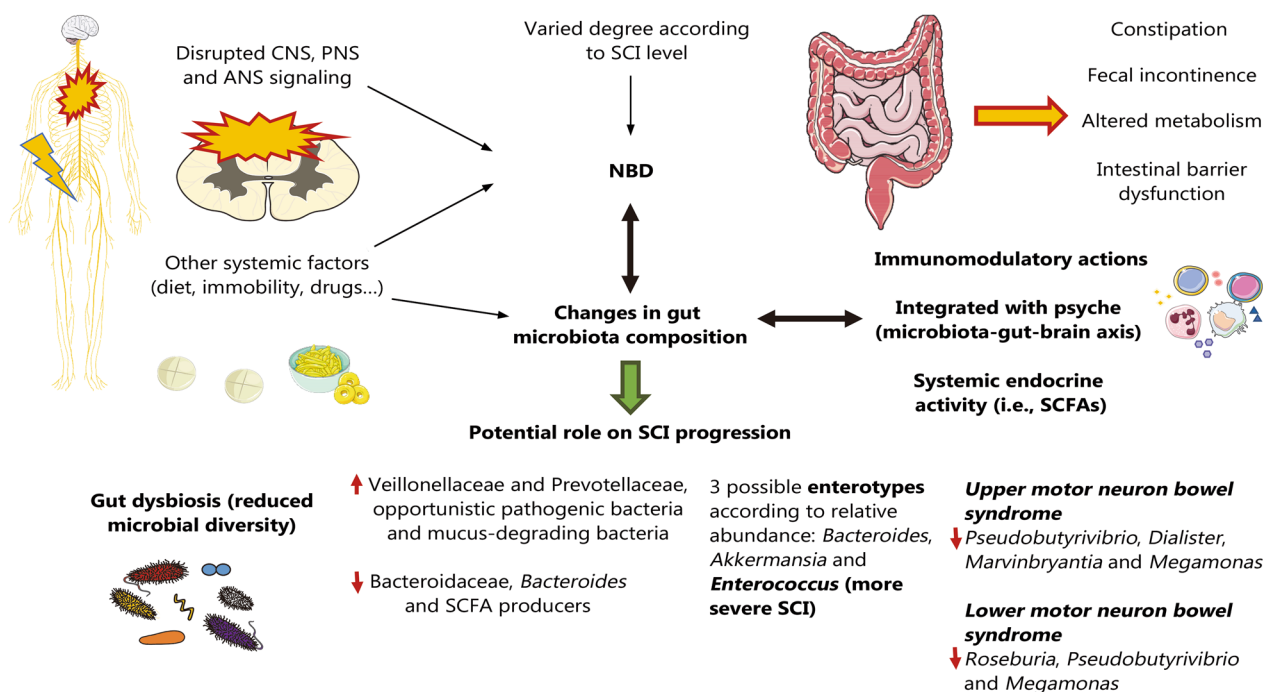 Disrupted CNS, PNS
and ANS signaling
Varied degree according
to SCI level
Constipation
Fecal incontinence
Altered metabolism
Intestinal barrier
dysfunction
NBD
Other systemic factors
(diet, immobility, drugs...)
Changes in gut
microbiota composition
Immunomodulatory actions
Integrated with psyche
(microbiota-gut-brain axis)
Systemic endocrine
activity (i.e., SCFAs)
Potential role on SCI progression
Gut dysbiosis (reduced
microbial diversity)
Veillonellaceae and Prevotellaceae,
opportunistic pathogenic bacteria
and mucus-degrading bacteria
Bacteroidaceae, Bacteroides
and SCFA producers
3 possible enterotypes
according to relative
abundance: Bacteroides,
Akkermansia and
Enterococcus (more
severe SCI)
Upper motor neuron bowel
syndrome
Pseudobutyrivibrio, Dialister,
Marvinbryantia and Megamonas
Lower motor neuron bowel
syndrome
Roseburia, Pseudobutyrivibrio
and Megamonas